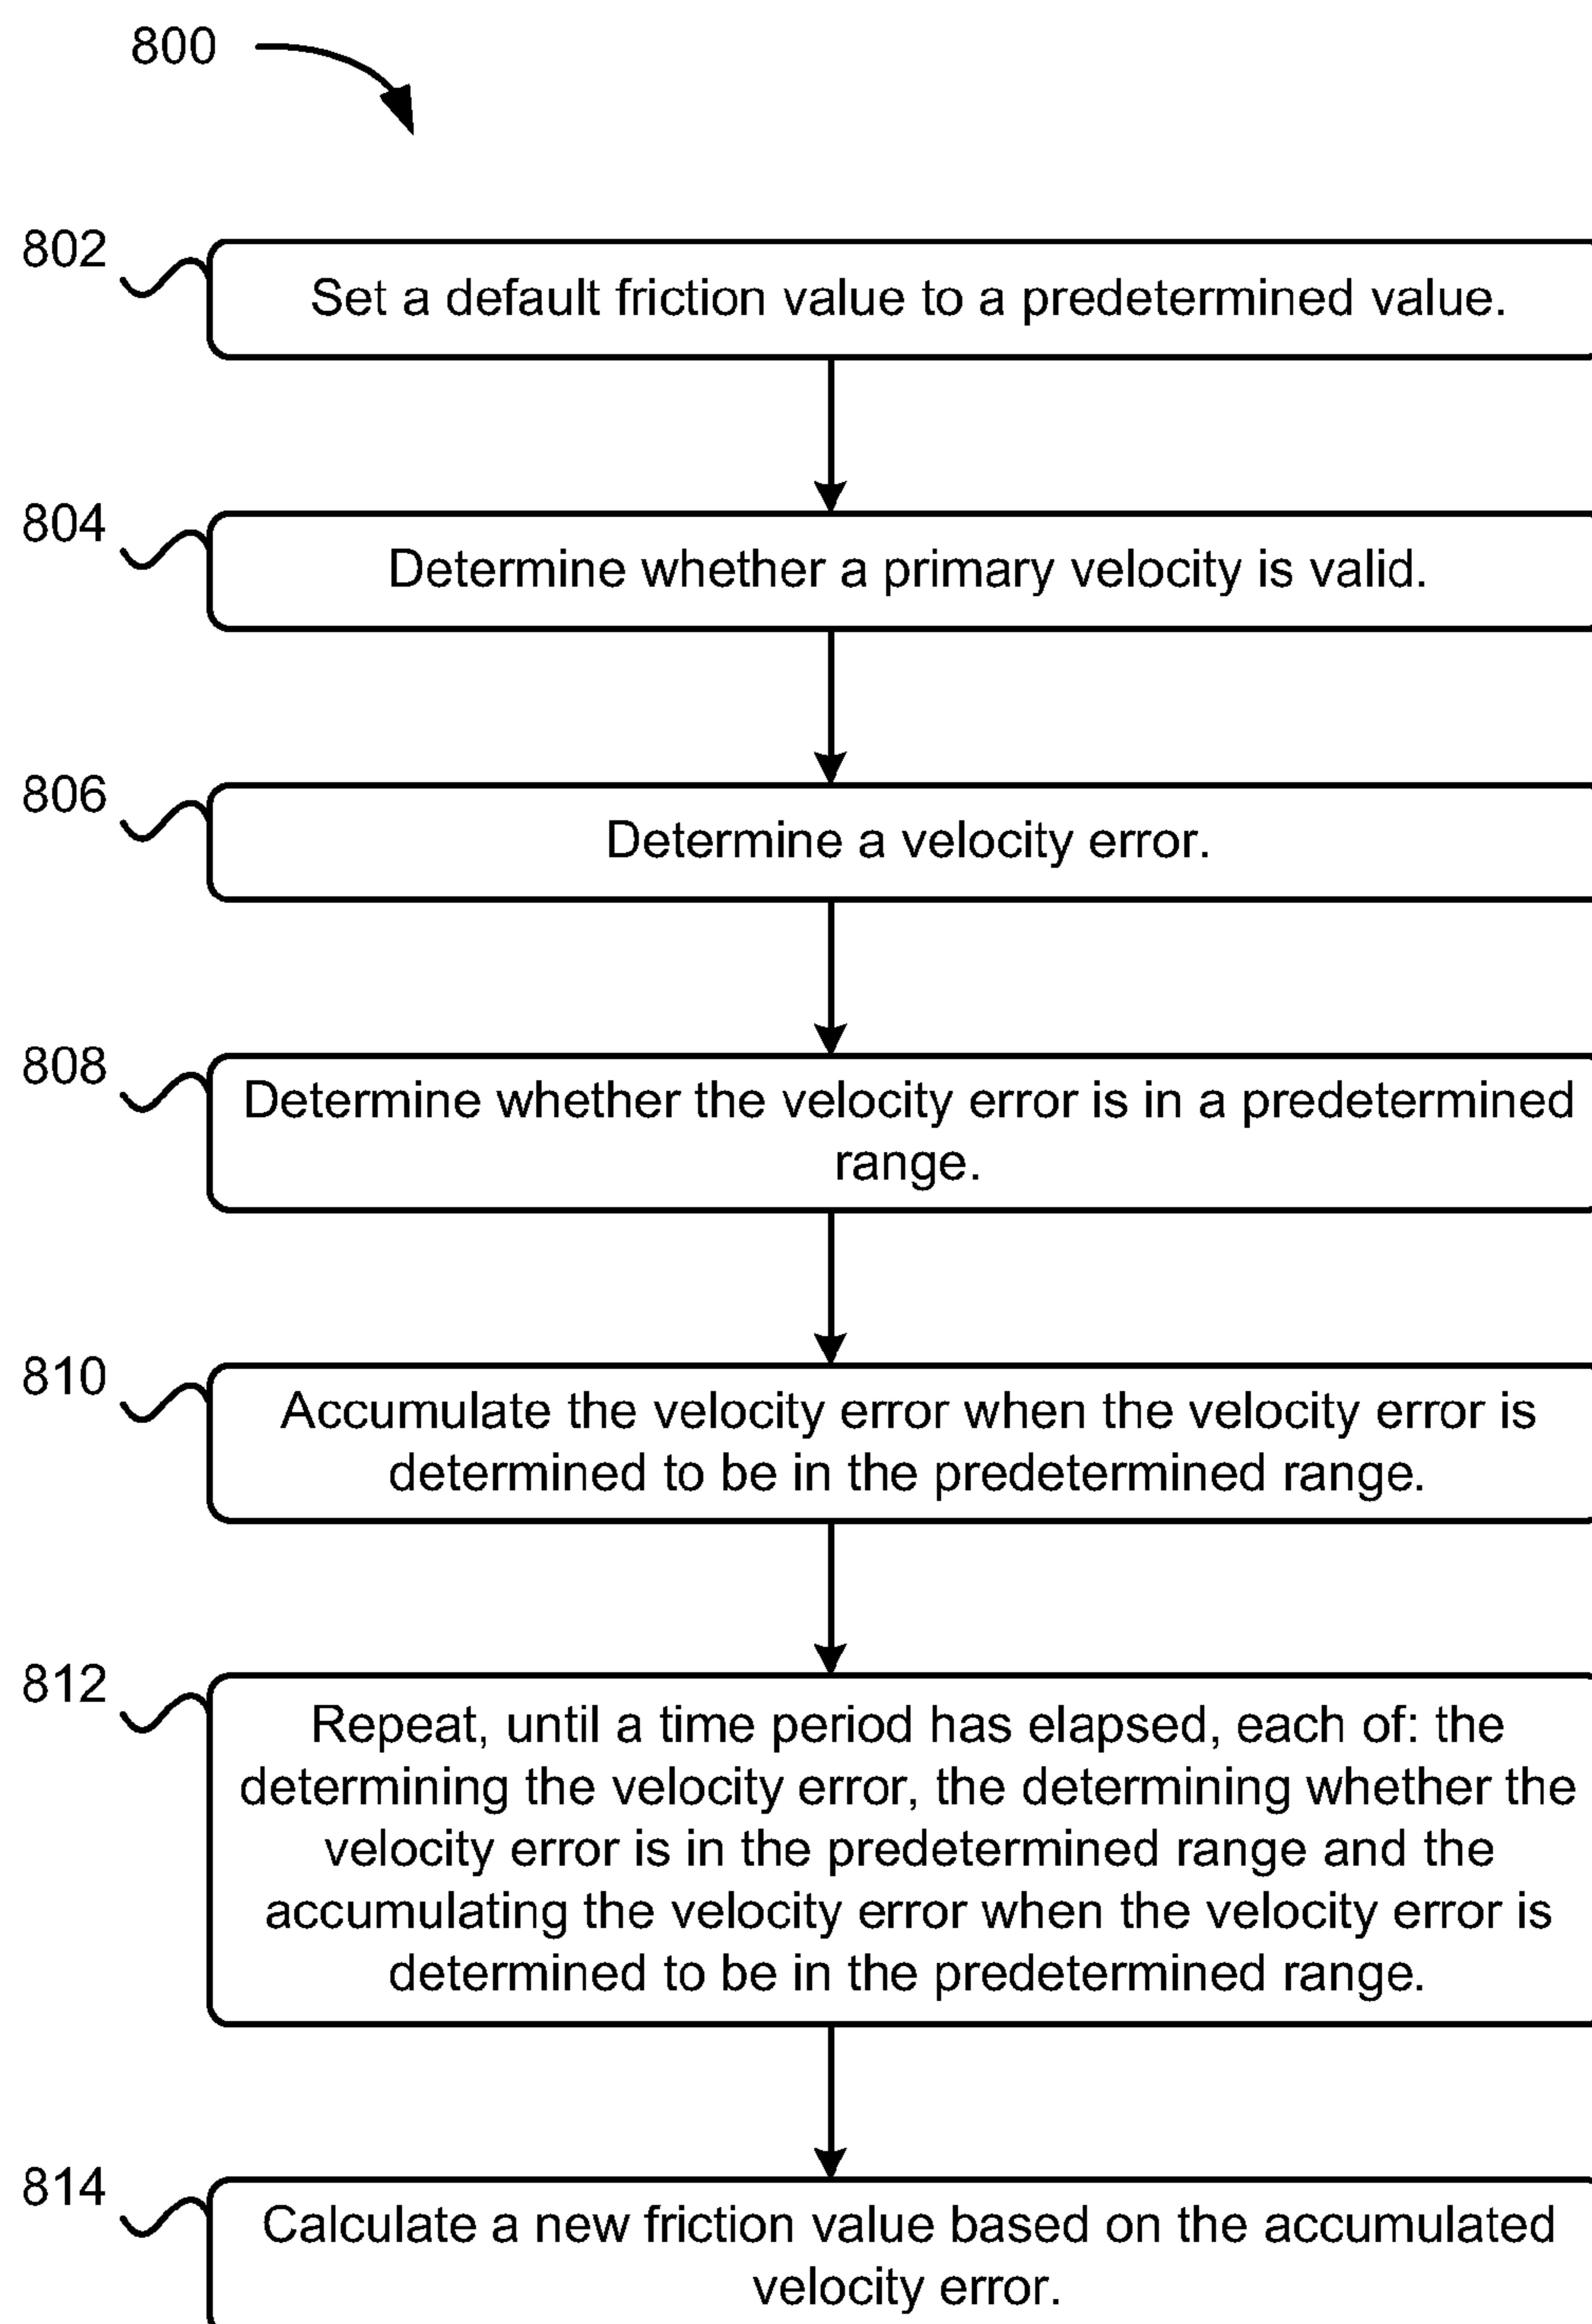 800
802
Set a default friction value to a predetermined value.
804
Determine whether a primary velocity is valid.
806
Determine a velocity error.
808
Determine whether the velocity error is in a predetermined
range.
810
Accumulate the velocity error when the velocity error is
determined to be in the predetermined range.
812
Repeat, until a time period has elapsed, each of: the
determining the velocity error, the determining whether the
velocity error is in the predetermined range and the
accumulating the velocity error when the velocity error is
determined to be in the predetermined range.
814
Calculate a new friction value based on the accumulated
velocity error.